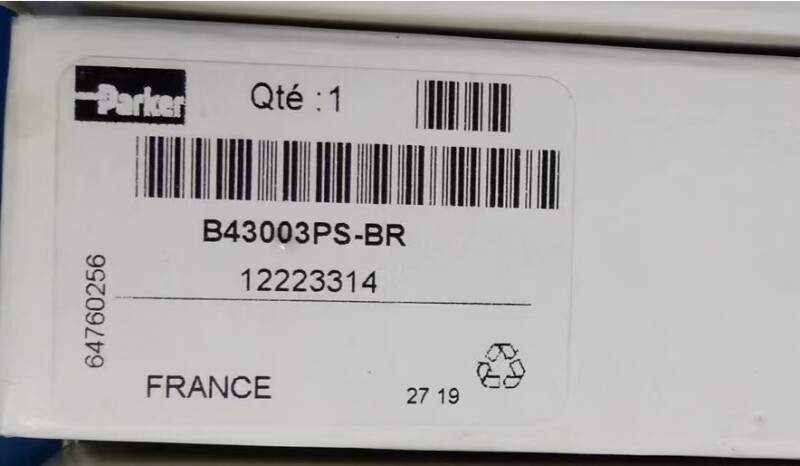 Parker
Qté : 1
B43003PS-BR
12223314
64760256
FRANCE
27 19